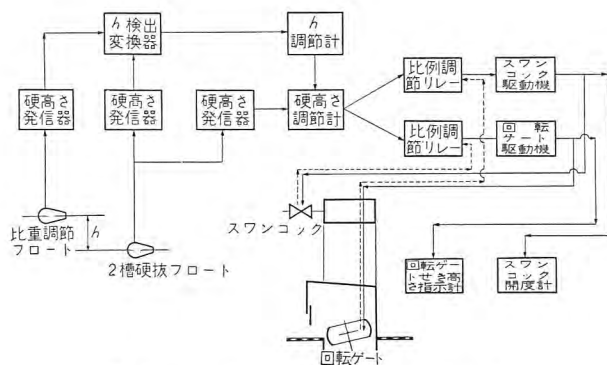 h 検出
変換器
h
調節計
硬高さ
発信器
硬高さ
発信器
硬高さ
発信器
硬高さ
調節計
比例調
節リレー
スワン
コック
駆動機
比例調
節リレー
回転
ゲート
駆動機
スワンコック
h
比重調節
フロート
2槽硬抜フロート
回転ゲー
トせき高
さ指示計
スワン
コック
開度計
回転ゲート